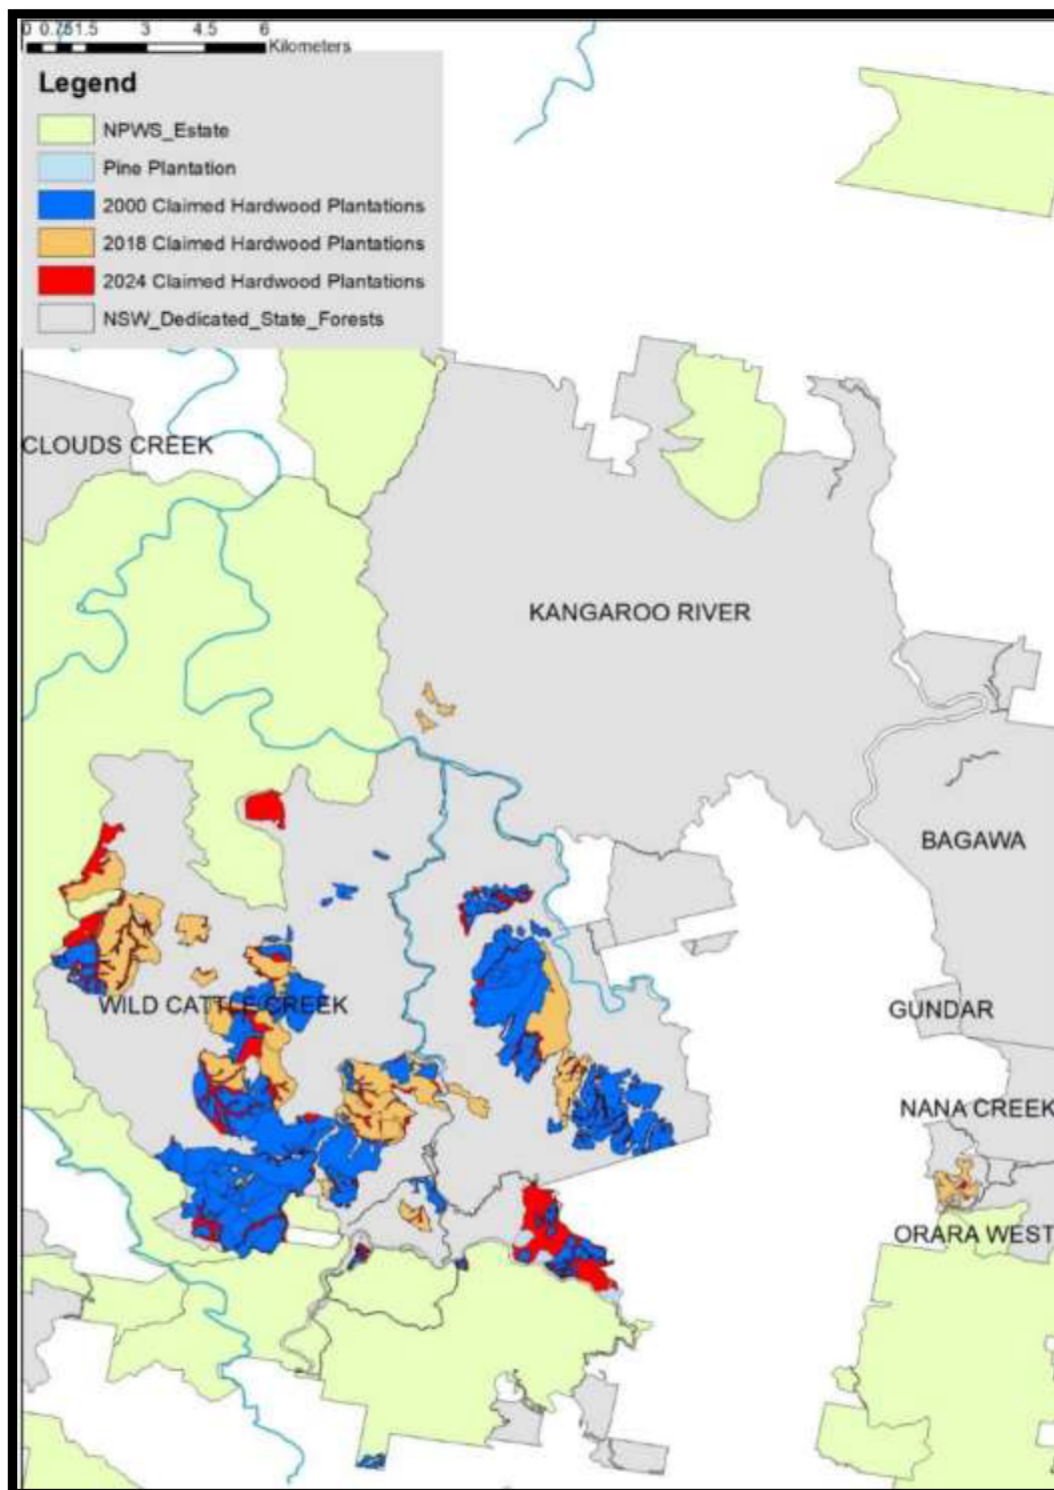 0 0.75 1.5 3 4.5 6
Kilometers
Legend
NPWS_Estate
Pine Plantation
2000 Claimed Hardwood Plantations
2018 Claimed Hardwood Plantations
2024 Claimed Hardwood Plantations
NSW_Dedicated_State_Forests
CLOUDS CREEK
KANGAROO RIVER
BAGAWA
WILD CATTLE CREEK
GUNDAR
NANA CREEK
ORARA WEST